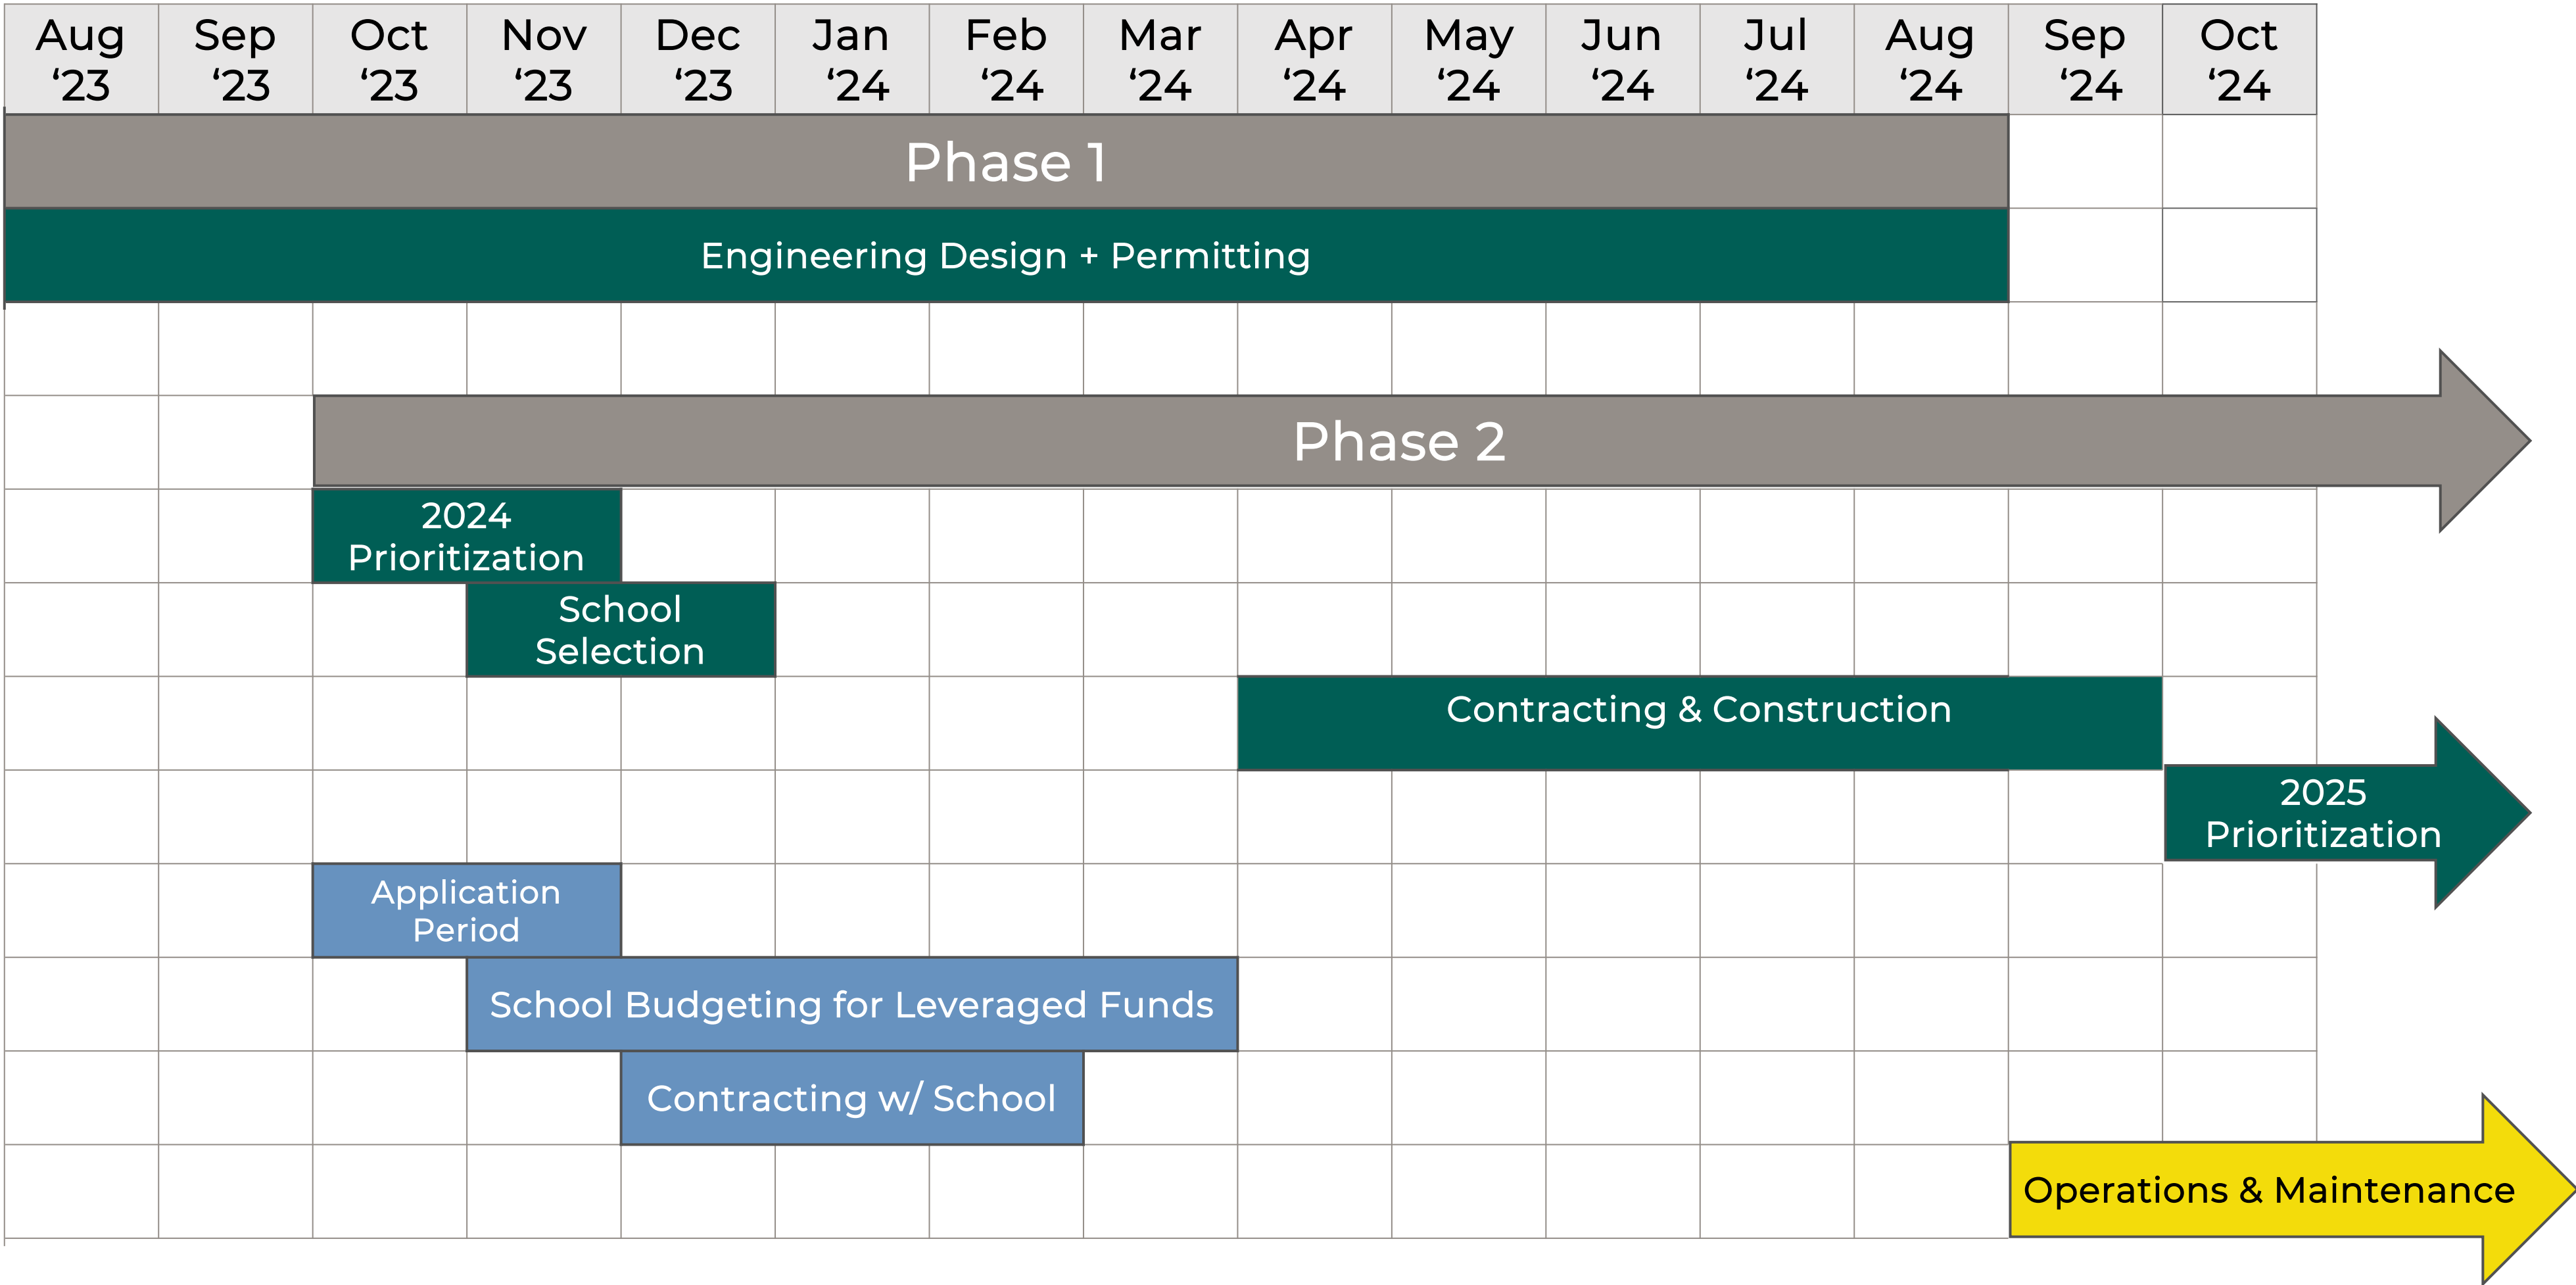 Aug Sep Oct Nov Dec Jan Feb Mar Apr May Jun Jul Aug Sep Oct
‘23 ‘23 ‘23 ‘23 ‘23 ‘24 ‘24 ‘24 ‘24 ‘24 ‘24 ‘24 ‘24 ‘24 ‘24
Phase 1
Engineering Design + Permitting
Phase 2
2024
Prioritization
School
Selection
Contracting & Construction
2025
Prioritization
Application
Period
School Budgeting for Leveraged Funds
Contracting w/ School
Operations & Maintenance